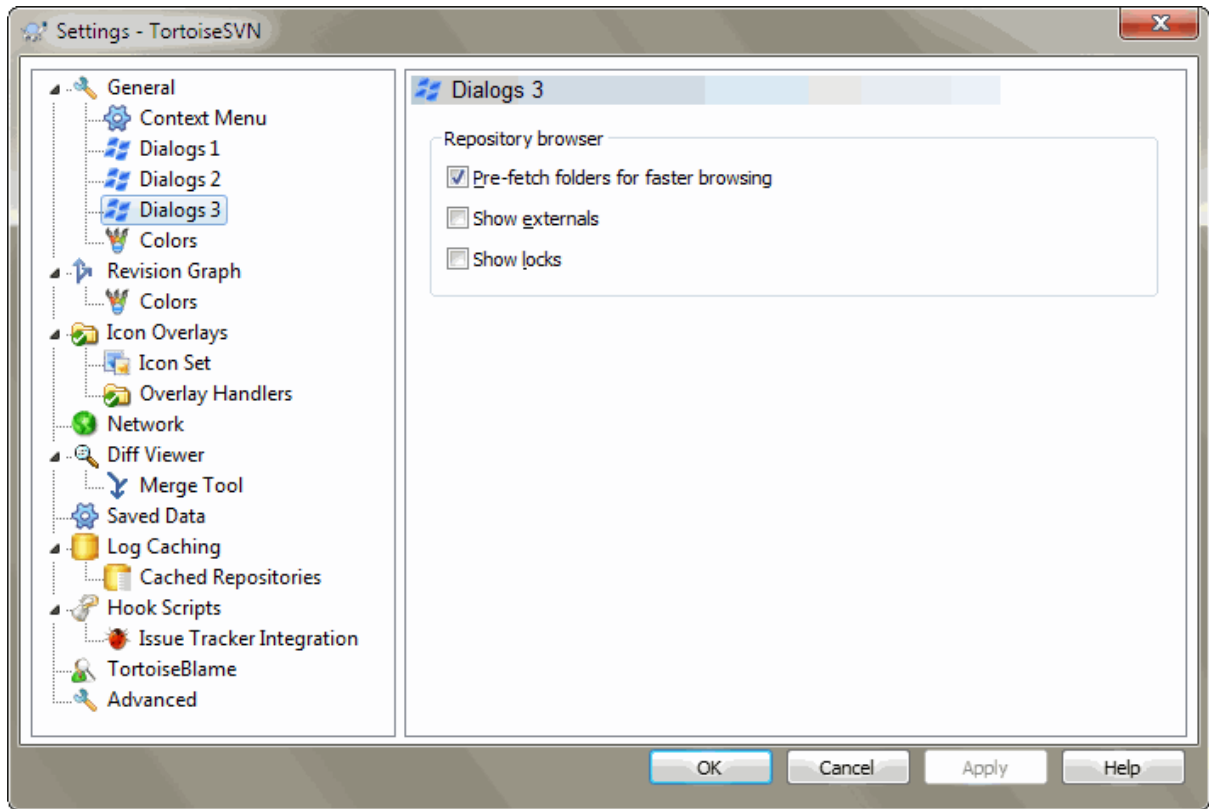 Settings - TortoiseSVN
General
Context Menu
Dialogs 1
Dialogs 2
Dialogs 3
Colors
Revision Graph
Colors
Icon Overlays
Icon Set
Overlay Handlers
Network
Diff Viewer
Merge Tool
Saved Data
Log Caching
Cached Repositories
Hook Scripts
Issue Tracker Integration
TortoiseBlame
Advanced
Dialogs 3
Repository browser
Pre-fetch folders for faster browsing
Show externals
Show locks
OK Cancel Apply Help